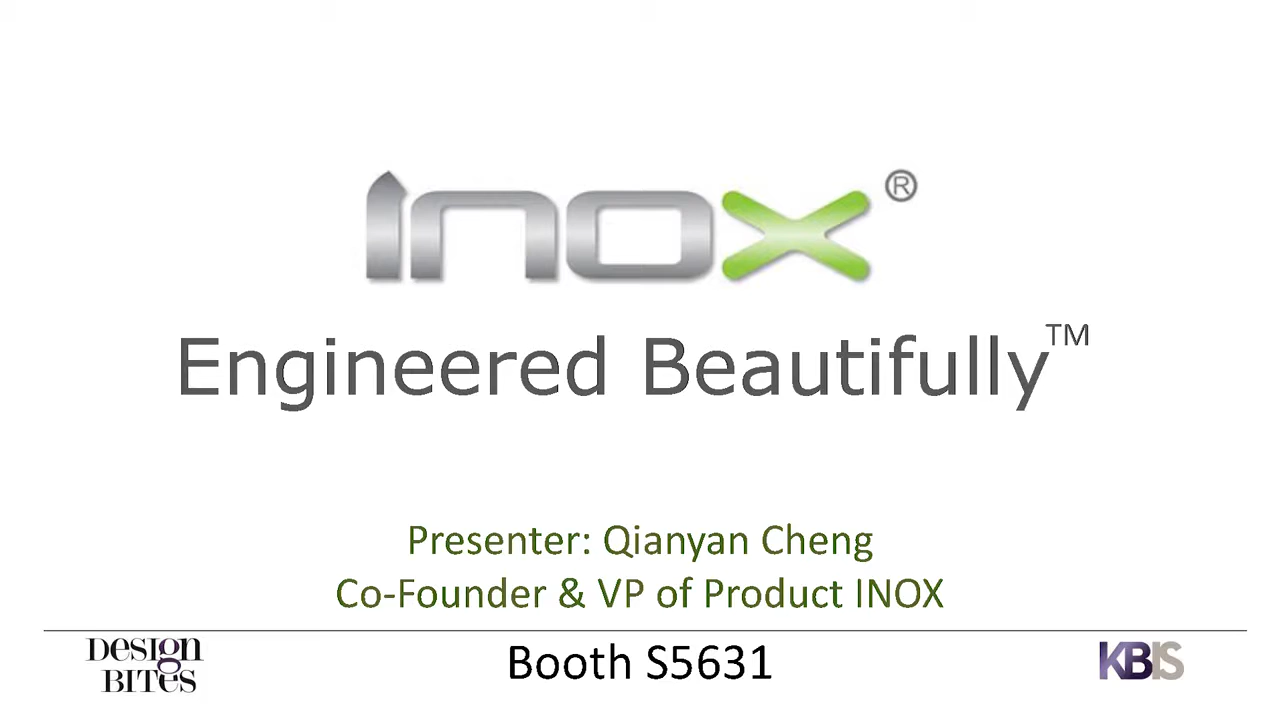 inox®
Engineered Beautifully™
Presenter: Qianyan Cheng
Co-Founder & VP of Product INOX
DESIGN
BITES
Booth S5631
KBIS